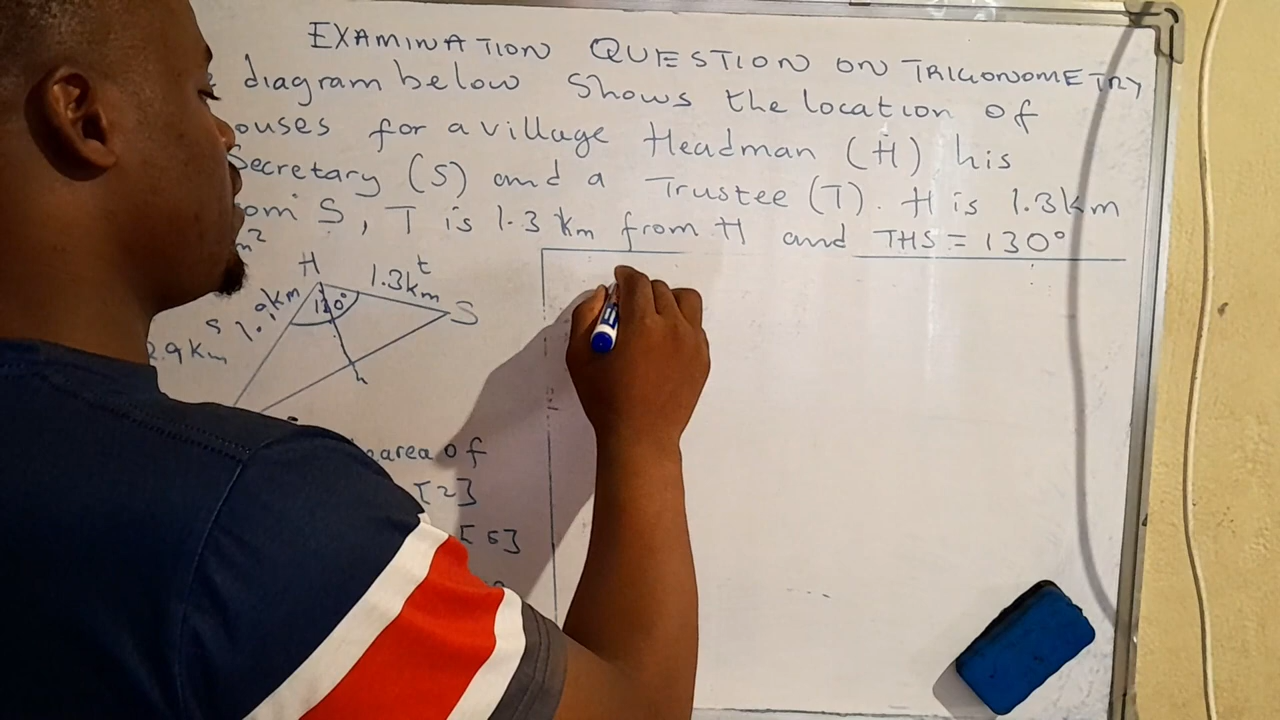 EXAMINATION QUESTION ON TRIGONOMETRY
diagram below shows the location of
ouses for a village Headman (H) his
Secretary (S) and a Trustee (T). H is 1.3km
om S, T is 1.3 km from H and THS = 130°
m²
H
t
1.3km
S
130°
s
1.9km
2.9km
h
area of
[2]